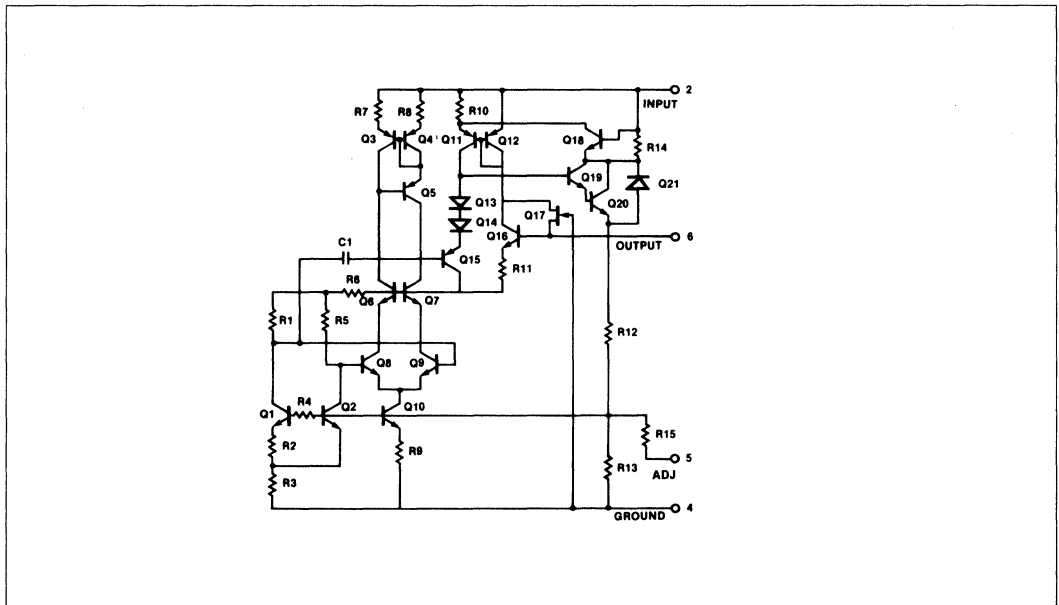 R7
R8
R10
2
INPUT
Q3
Q4
Q11
Q12
Q18
R14
Q5
Q19
Q21
Q13
Q20
Q14
Q17
Q16
OUTPUT
6
C1
Q15
R11
R6
Q6
Q7
R1
R5
R12
Q8
Q9
Q1
R4
Q2
Q10
R15
R2
R9
R13
5
ADJ
R3
GROUND
4